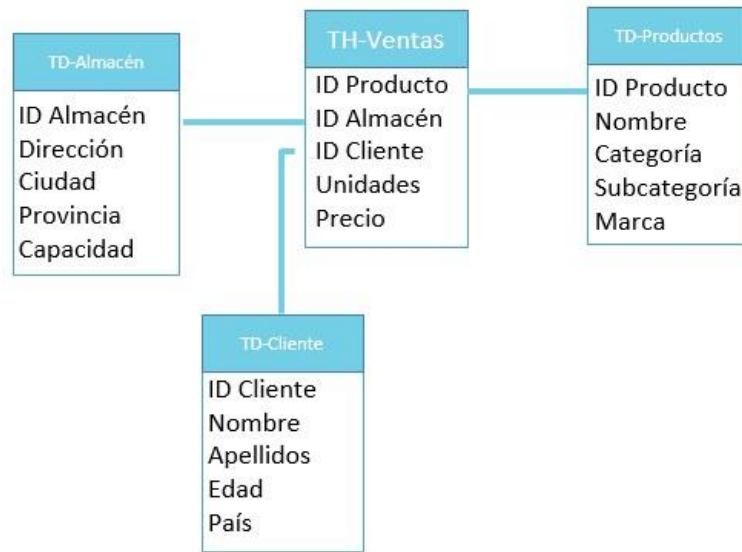 TD-Almacén
ID Almacén
Dirección
Ciudad
Provincia
Capacidad
TH-Ventas
ID Producto
ID Almacén
ID Cliente
Unidades
Precio
TD-Productos
ID Producto
Nombre
Categoría
Subcategoría
Marca
TD-Cliente
ID Cliente
Nombre
Apellidos
Edad
País